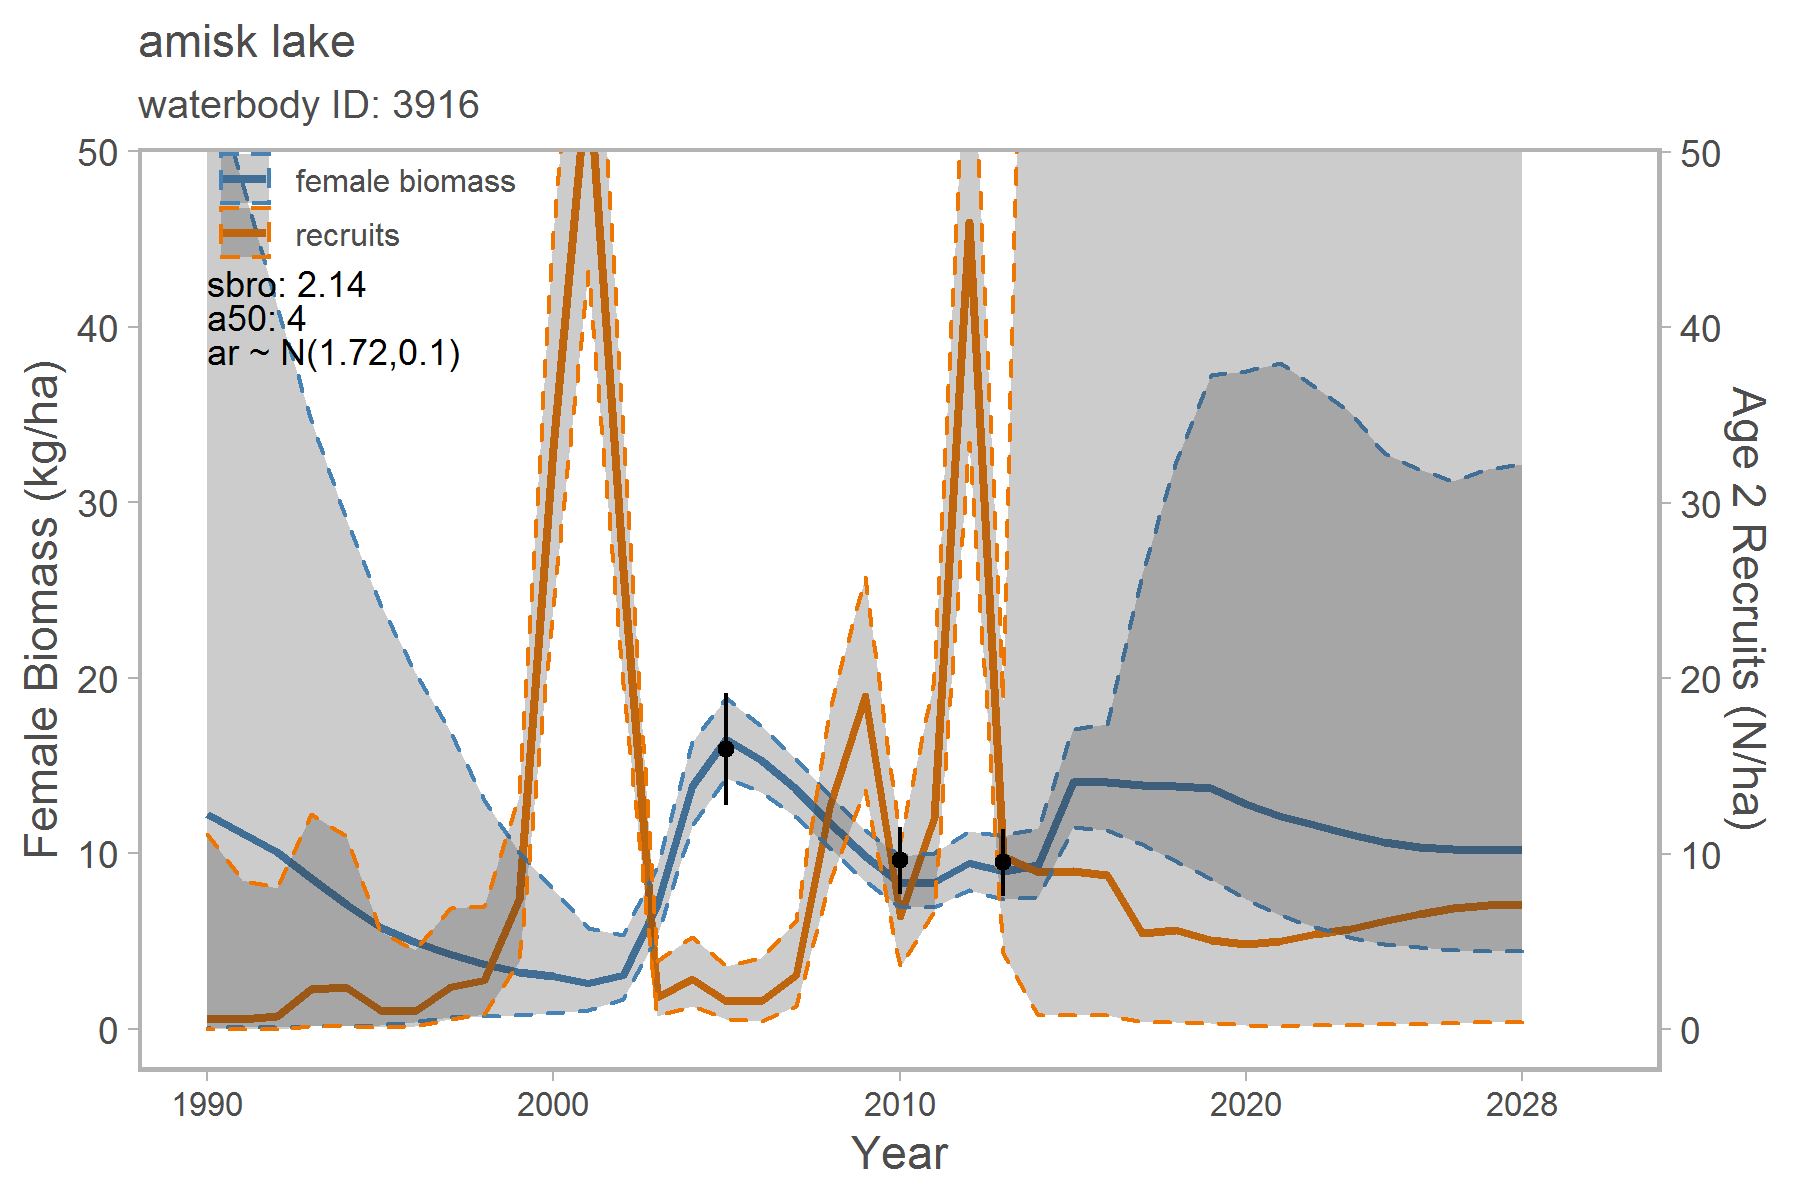 amisk lake
waterbody ID: 3916
female biomass
recruits
sbro: 2.14
a50: 4
ar ~ N(1.72,0.1)
50
40
30
20
10
0
Female Biomass (kg/ha)
50
40
30
20
10
0
Age 2 Recruits (N/ha)
1990
2000
2010
2020
2028
Year